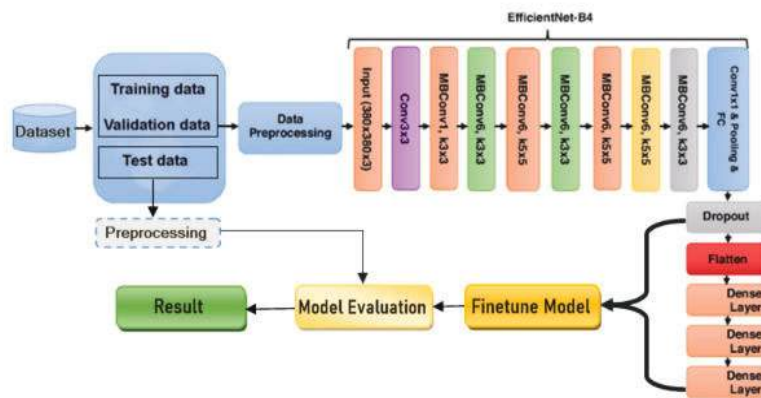 EfficientNet-B4
Dataset
Training data
Validation data
Test data
Data
Preprocessing
Input (380x380x3)
Conv3x3
MBConv1, k3x3
MBConv6, k3x3
MBConv6, k5x5
MBConv6, k3x3
MBConv6, k5x5
MBConv6, k5x5
MBConv6, k3x3
Conv1x1 & Pooling &
FC
Preprocessing
Dropout
Flatten
Dense
Layer
Dense
Layer
Dense
Layer
Result
Model Evaluation
Finetune Model